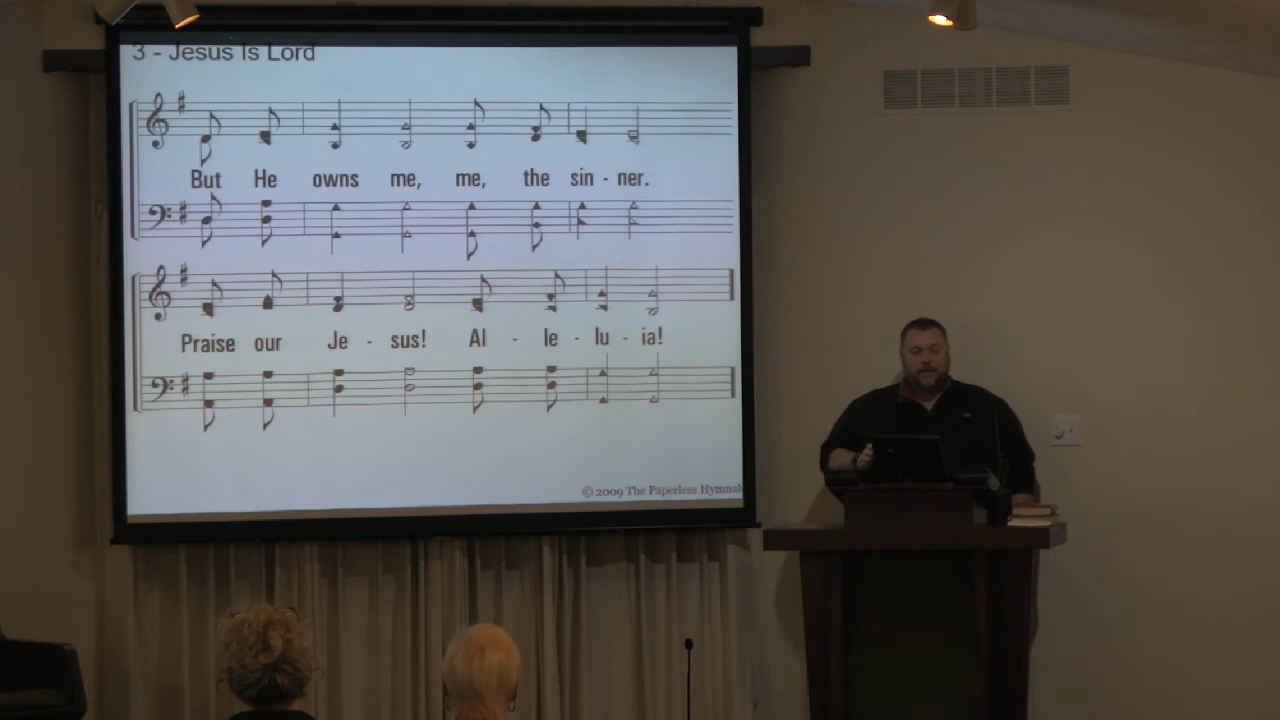 3 - Jesus Is Lord
But He owns me, me, the sin - ner.
Praise our Je - sus! Al - le - lu - ia!
© 2009 The Paperless Hymnal